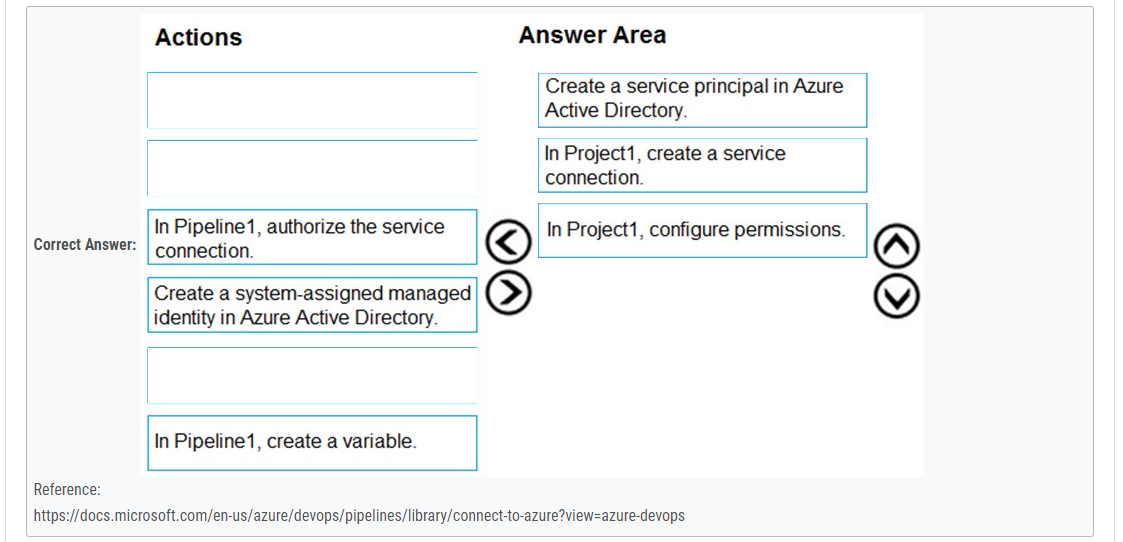 Actions
Answer Area
Create a service principal in Azure
Active Directory.
In Project1, create a service
connection.
Correct Answer:
In Pipeline1, authorize the service
connection.
In Project1, configure permissions.
Create a system-assigned managed
identity in Azure Active Directory.
In Pipeline1, create a variable.
Reference:
https://docs.microsoft.com/en-us/azure/devops/pipelines/library/connect-to-azure?view=azure-devops